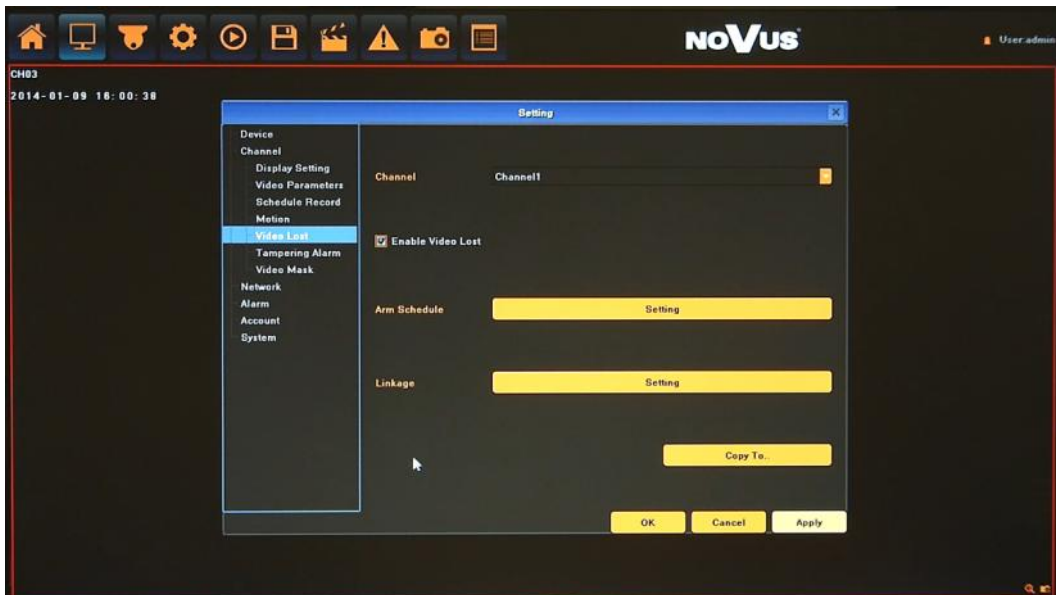 NOVUS
User:admin
CH03
2014-01-09 16:00:38
Setting
Device
Channel
Display Setting
Video Parameters
Schedule Record
Motion
Video Lost
Tampering Alarm
Video Mask
Network
Alarm
Account
System
Channel Channel1
Enable Video Lost
Arm Schedule Setting
Linkage Setting
Copy To..
OK Cancel Apply